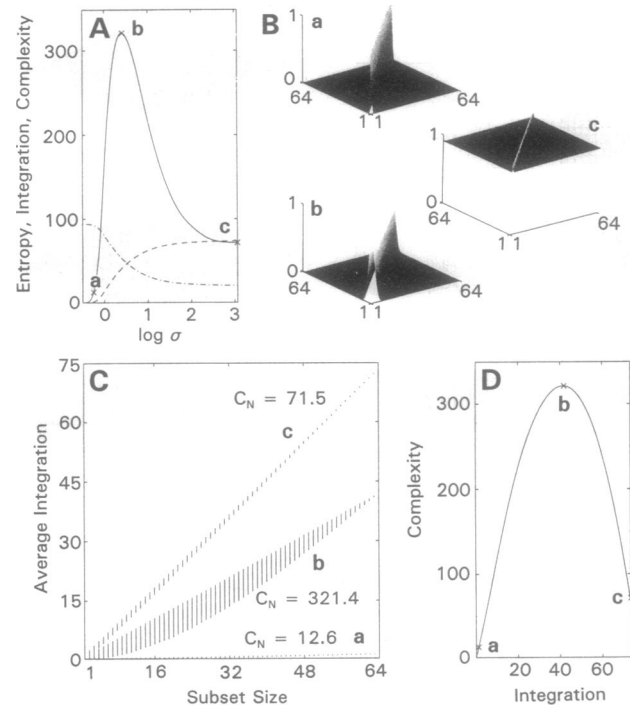 A
Entropy, Integration, Complexity
300
200
100
0
a
b
c
0 1 2 3
log σ
B
1 a
0
64
1 1
64
c
1
0
64
1 1
64
b
1
0
64
1 1
64
C
Average Integration
75
60
45
30
15
0
C_N = 71.5
c
b
C_N = 321.4
C_N = 12.6 a
1 16 32 48 64
Subset Size
D
Complexity
300
200
100
0
b
c
a
20 40 60
Integration